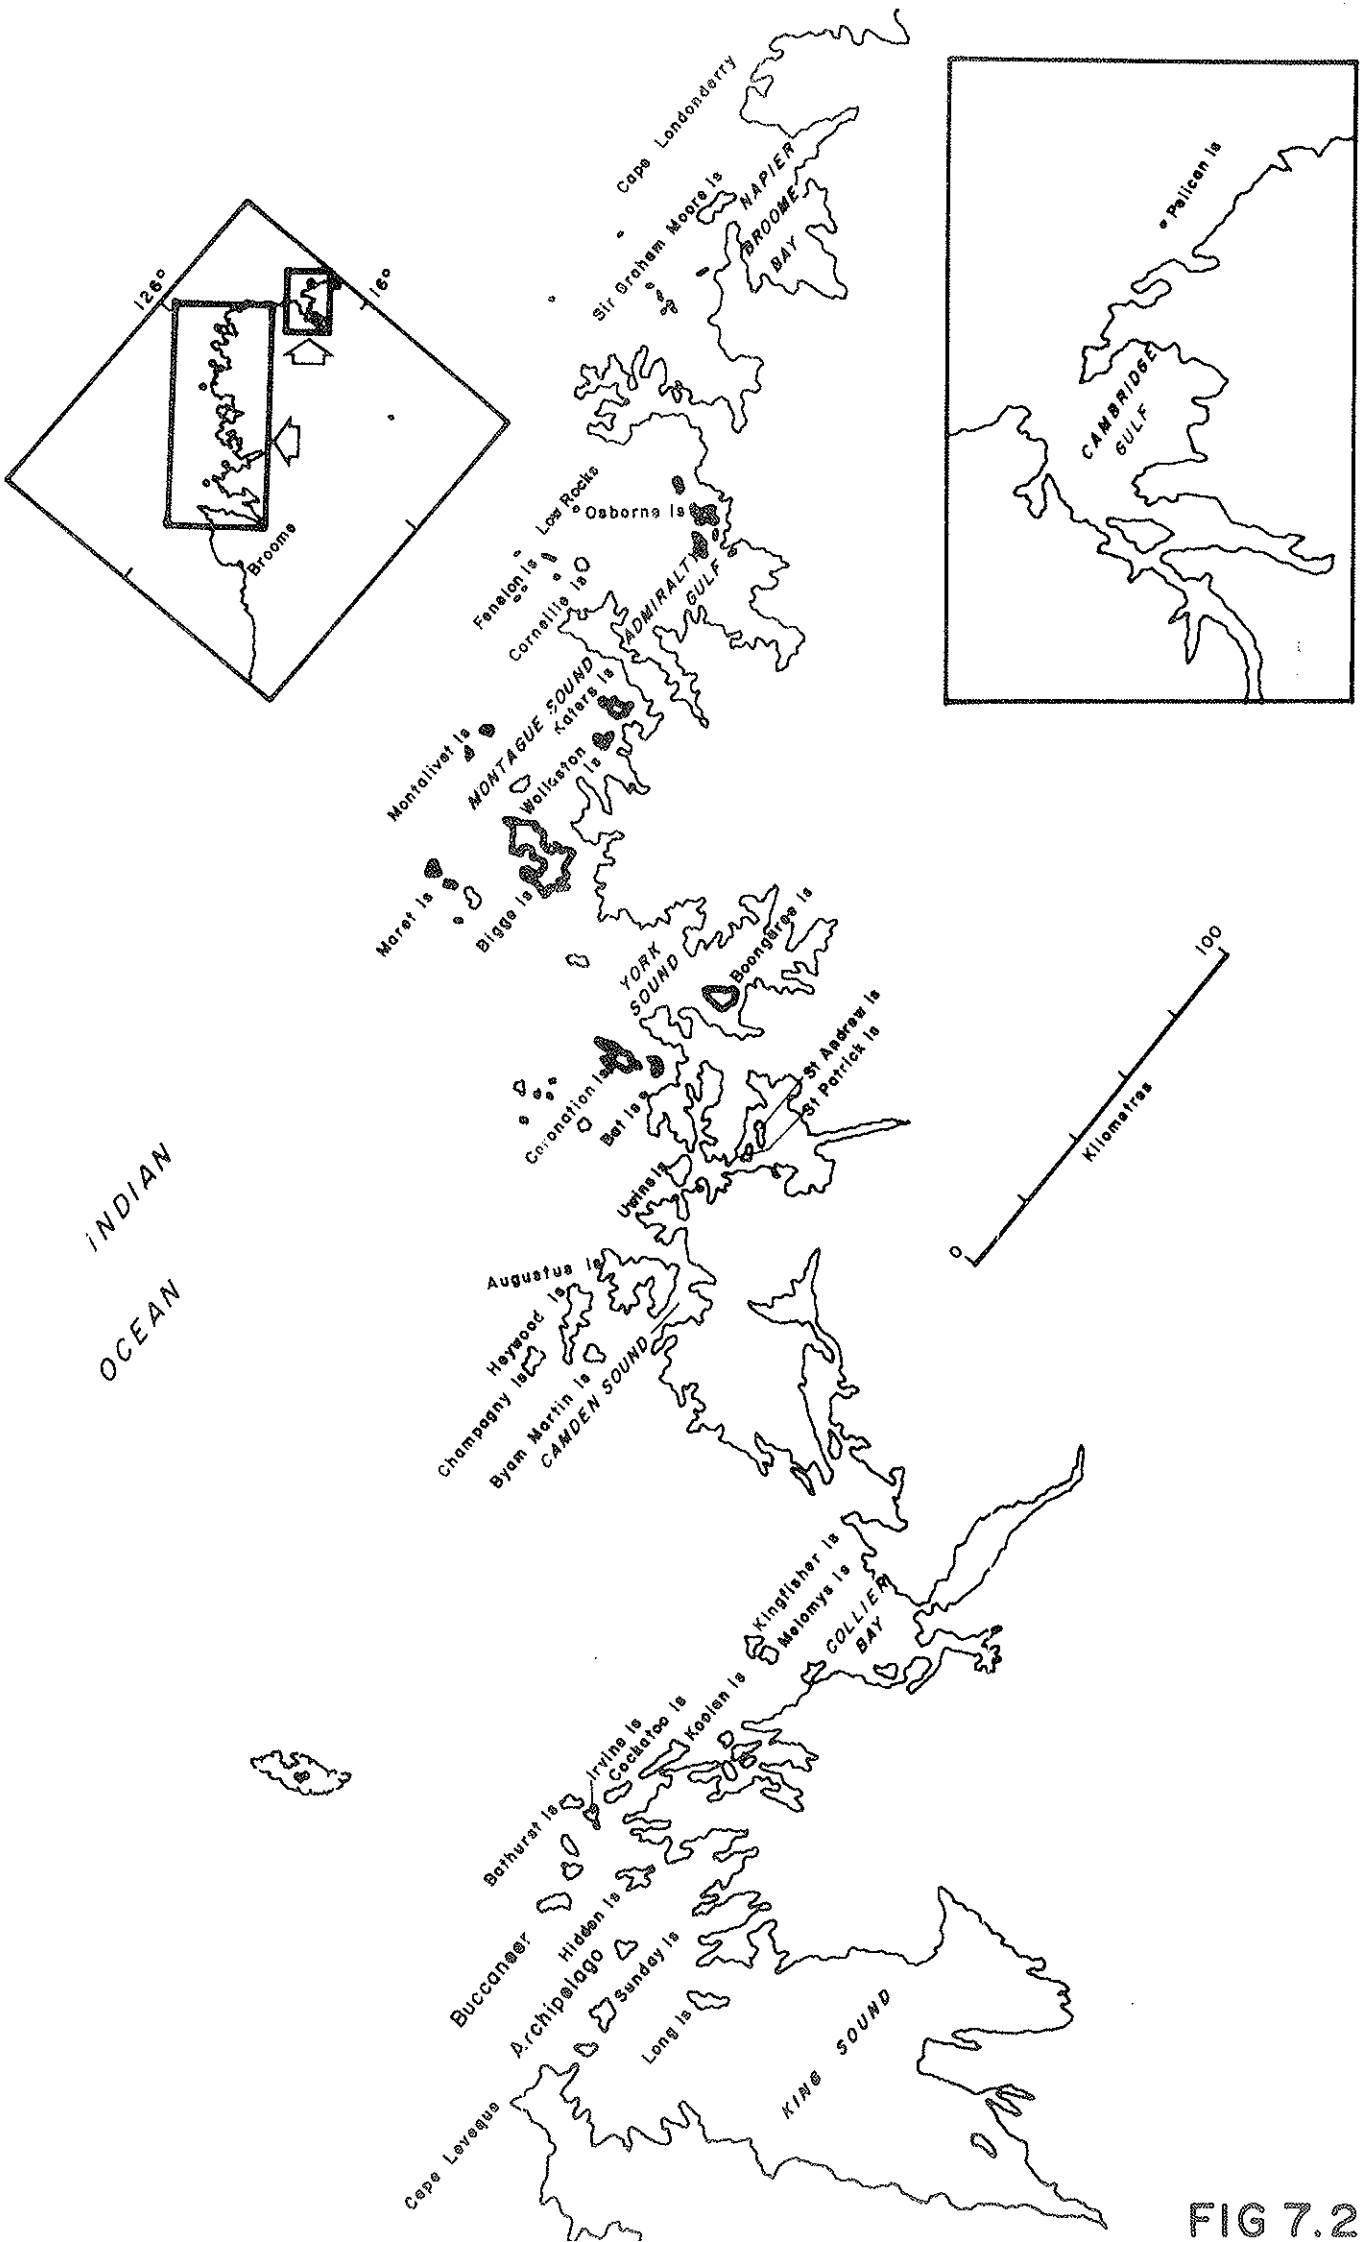 Cape Londonderry
Sir Graham Moore Is
NAPIER
BROOME
BAY
126°
16°
Broome
Pelican Is
CAMBRIDGE
GULF
Low Rocks
Osborne Is
Fenelon Is
Corneille Is
ADMIRALTY
GULF
Montalivet Is
MONTAGUE SOUND
Katers Is
Wollaston
Is
Maret Is
Bigge Is
YORK
SOUND
Boongaree Is
St Andrew Is
St Patrick Is
Coronation Is
Bat Is
Uwins Is
INDIAN
OCEAN
0
100
Kilometres
Augustus Is
Heywood Is
Champagny Is
Byam Martin Is
CAMDEN SOUND
Kingfisher Is
Melomys Is
COLLIER
BAY
Koolan Is
Cockatoo Is
Irvine Is
Bathurst Is
Buccaneer
Archipelago
Hidden Is
Sunday Is
Long Is
Cape Leveque
KING SOUND
FIG 7.2